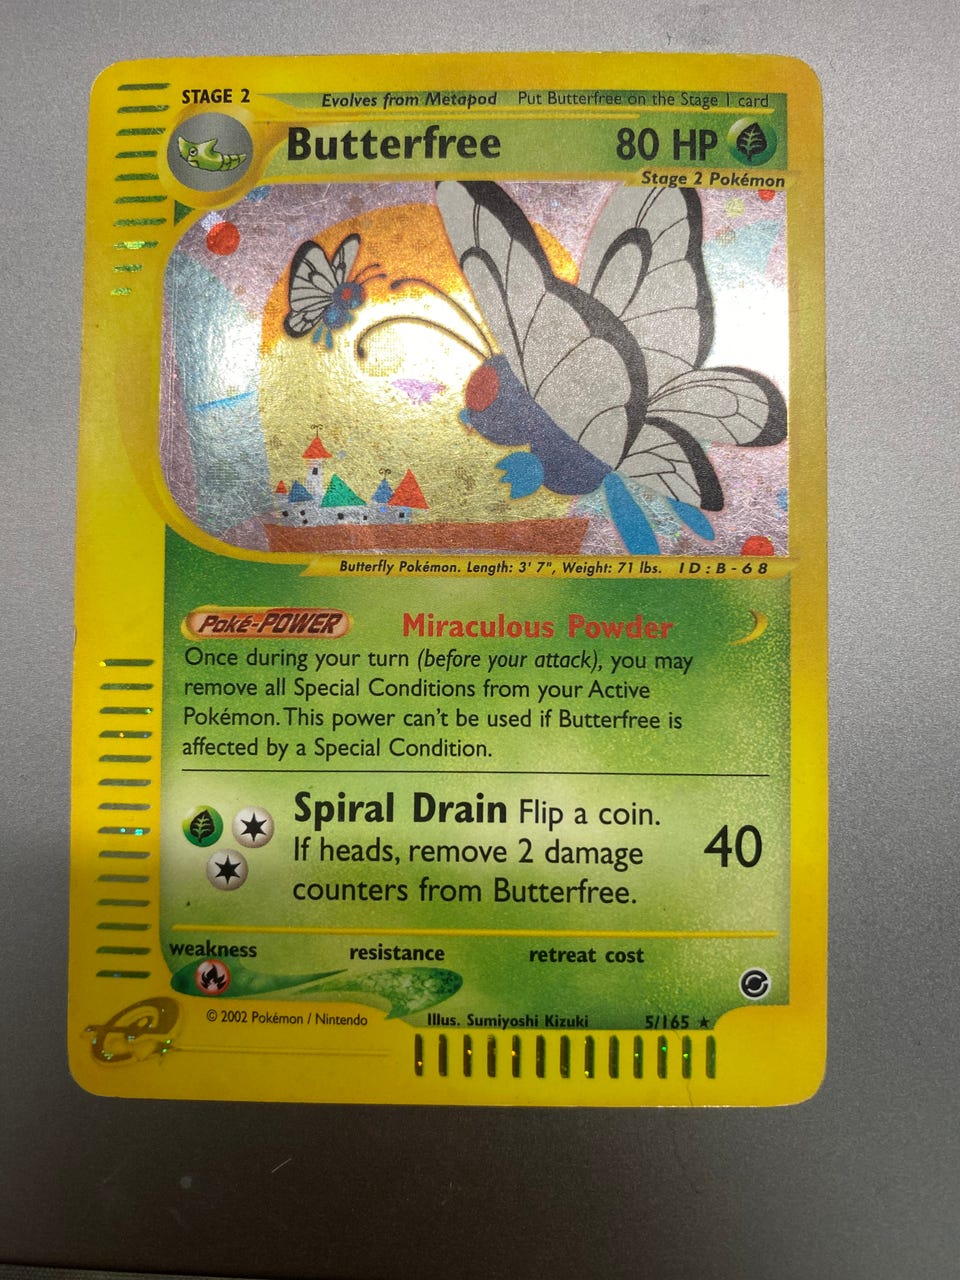 STAGE 2 Evolves from Metapod Put Butterfree on the Stage 1 card
Butterfree 80 HP
Stage 2 Pokémon
Butterfly Pokémon. Length: 3' 7", Weight: 71 lbs. ID:B-68
Poké-POWER Miraculous Powder
Once during your turn (before your attack), you may
remove all Special Conditions from your Active
Pokémon. This power can't be used if Butterfree is
affected by a Special Condition.
Spiral Drain Flip a coin. 40
If heads, remove 2 damage
counters from Butterfree.
weakness resistance retreat cost
© 2002 Pokémon / Nintendo Illus. Sumiyoshi Kizuki 5/165 ★
e